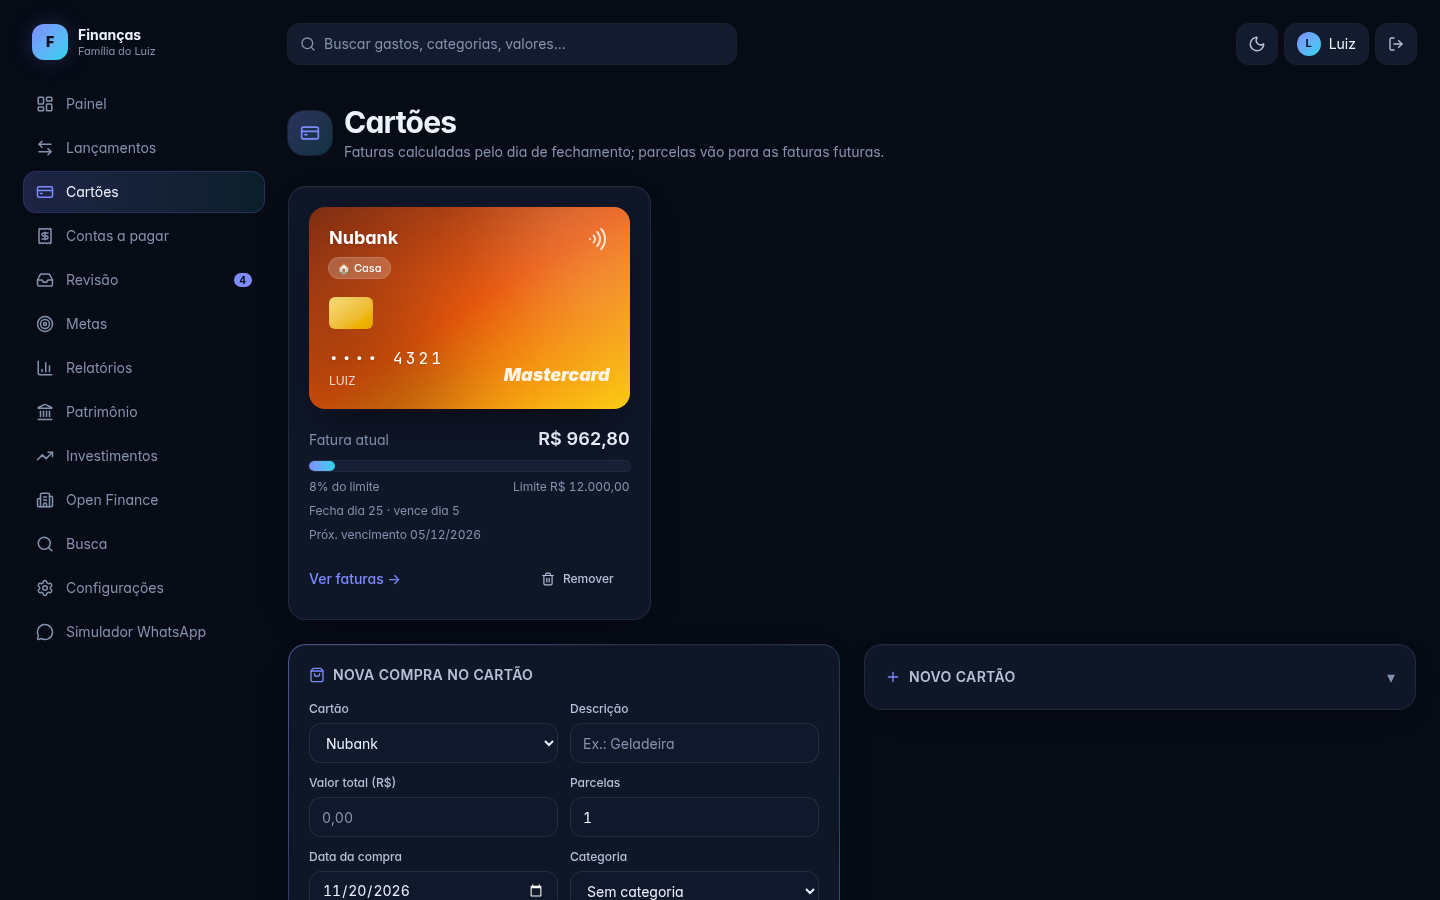 F
Finanças
Família do Luiz
Buscar gastos, categorias, valores...
L
Luiz
Painel
Lançamentos
Cartões
Contas a pagar
Revisão
4
Metas
Relatórios
Patrimônio
Investimentos
Open Finance
Busca
Configurações
Simulador WhatsApp
Cartões
Faturas calculadas pelo dia de fechamento; parcelas vão para as faturas futuras.
Nubank
🏠 Casa
•••• 4321
LUIZ
Mastercard
Fatura atual
R$ 962,80
8% do limite
Limite R$ 12.000,00
Fecha dia 25 · vence dia 5
Próx. vencimento 05/12/2026
Ver faturas →
Remover
NOVA COMPRA NO CARTÃO
Cartão
Descrição
Nubank
Ex.: Geladeira
Valor total (R$)
Parcelas
0,00
1
Data da compra
Categoria
11/20/2026
Sem categoria
NOVO CARTÃO
▾